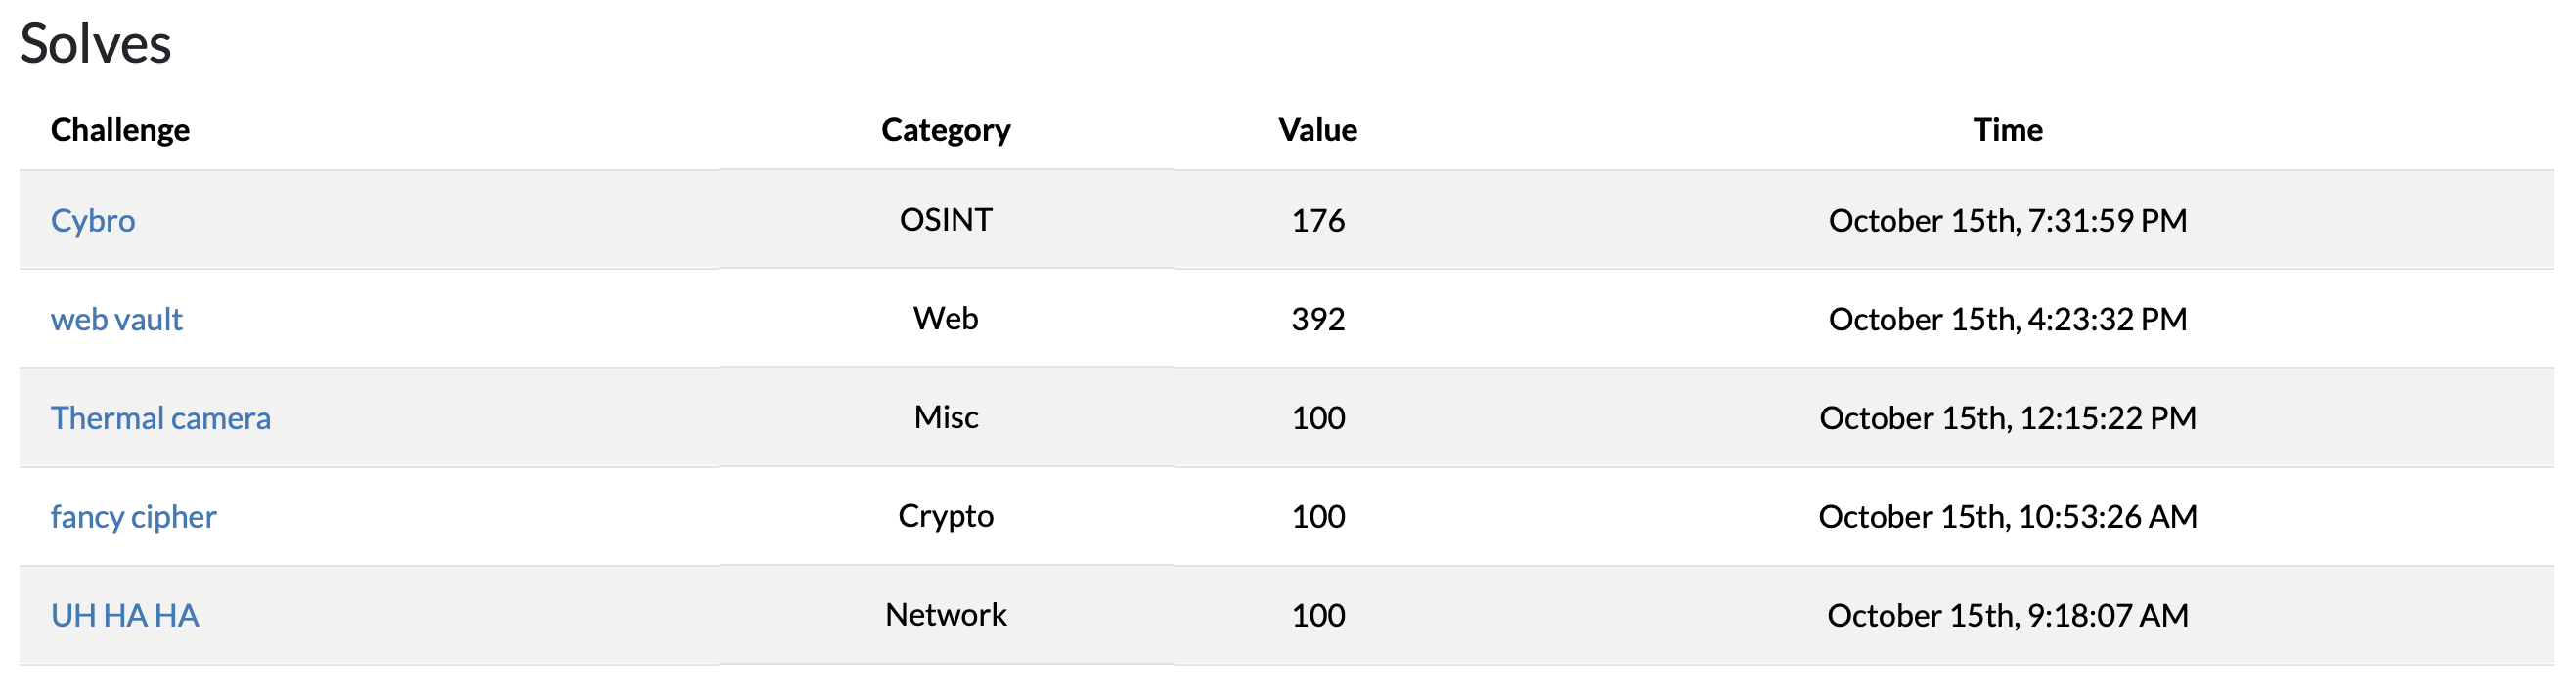 Solves
Challenge Category Value Time
Cybro OSINT 176 October 15th, 7:31:59 PM
web vault Web 392 October 15th, 4:23:32 PM
Thermal camera Misc 100 October 15th, 12:15:22 PM
fancy cipher Crypto 100 October 15th, 10:53:26 AM
UH HA HA Network 100 October 15th, 9:18:07 AM